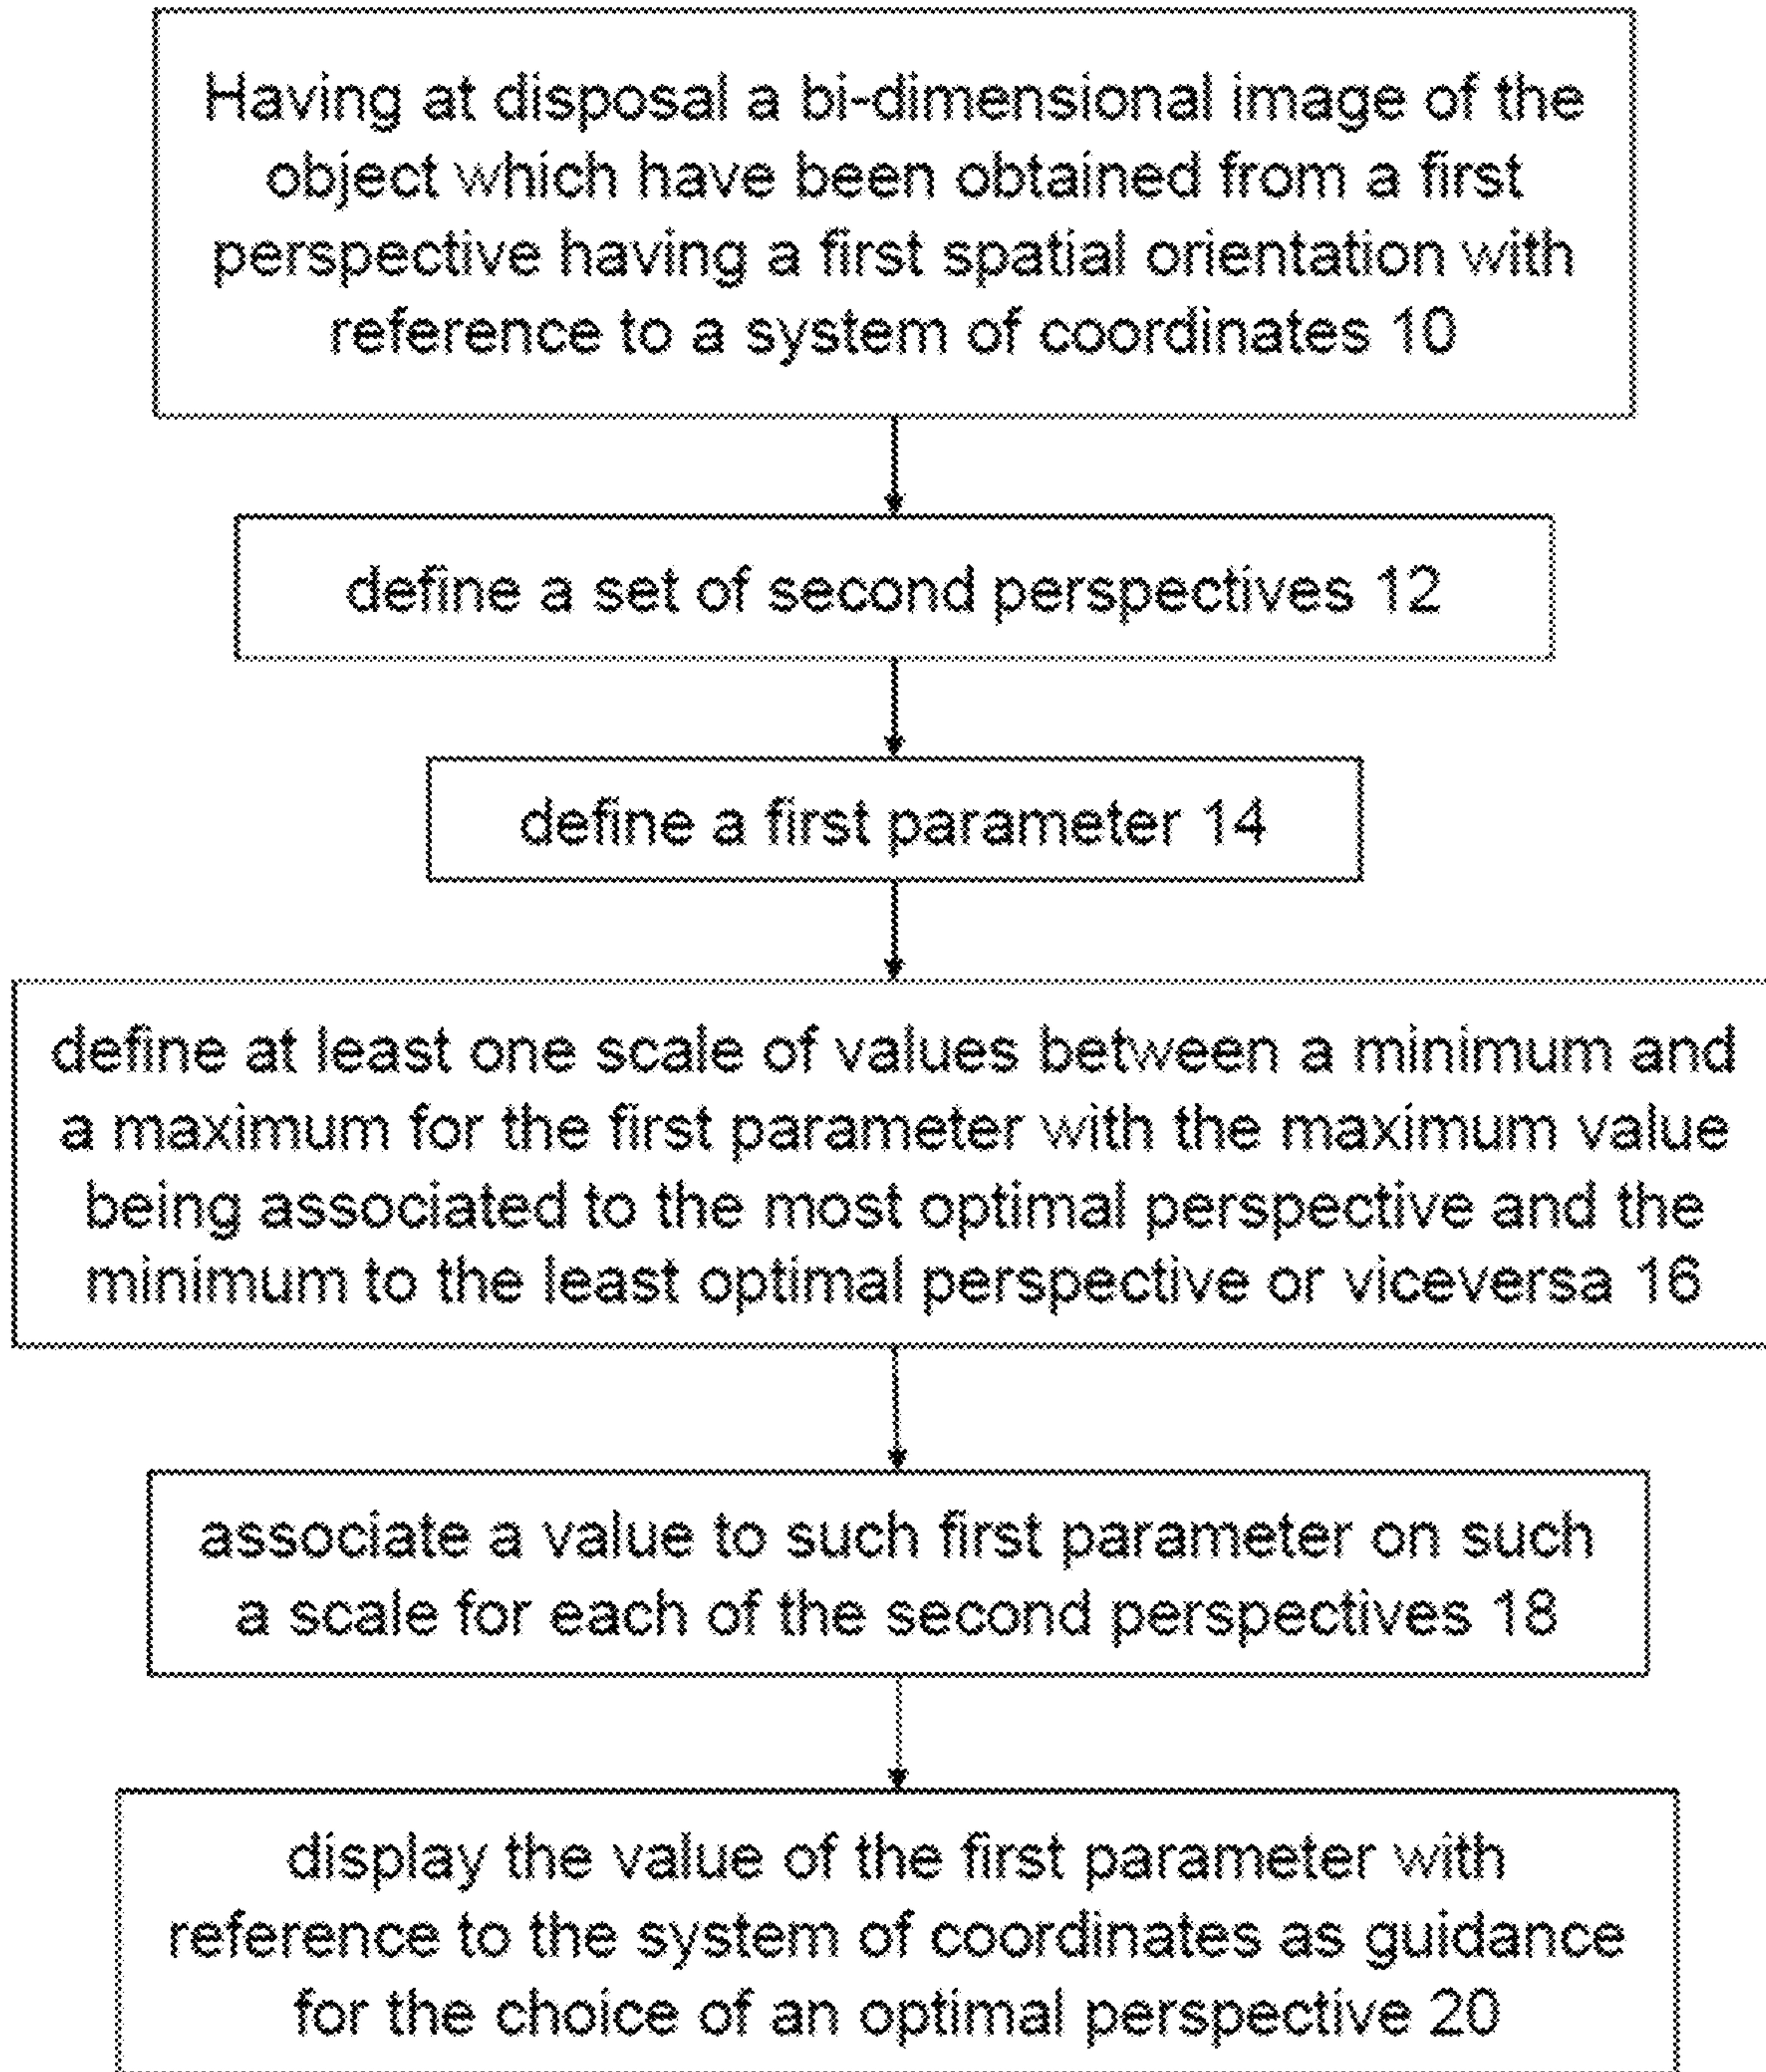 Having at disposal a bi-dimensional image of the
object which have been obtained from a first
perspective having a first spatial orientation with
reference to a system of coordinates 10
define a set of second perspectives 12
define a first parameter 14
define at least one scale of values between a minimum and
a maximum for the first parameter with the maximum value
being associated to the most optimal perspective and the
minimum to the least optimal perspective or viceversa 16
associate a value to such first parameter on such
a scale for each of the second perspectives 18
display the value of the first parameter with
reference to the system of coordinates as guidance
for the choice of an optimal perspective 20